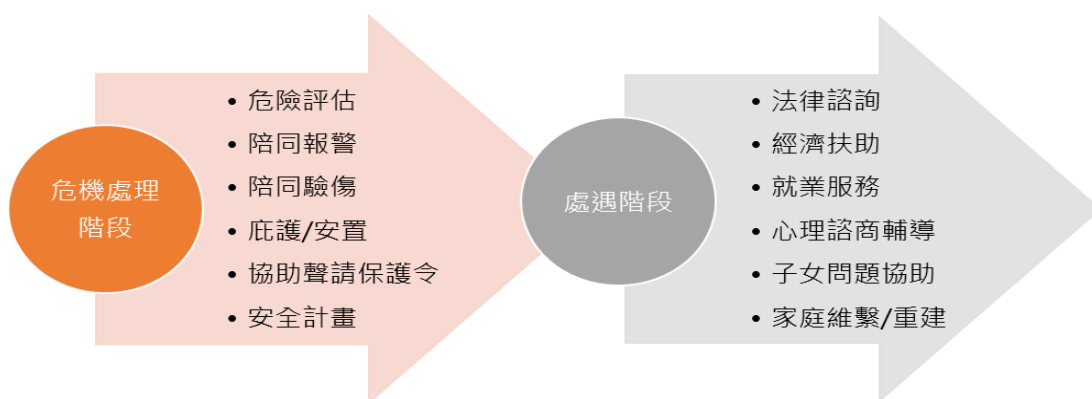 危機處理
階段
• 危險評估
• 陪同報警
• 陪同驗傷
• 庇護/安置
• 協助聲請保護令
• 安全計畫
處遇階段
• 法律諮詢
• 經濟扶助
• 就業服務
• 心理諮商輔導
• 子女問題協助
• 家庭維繫/重建